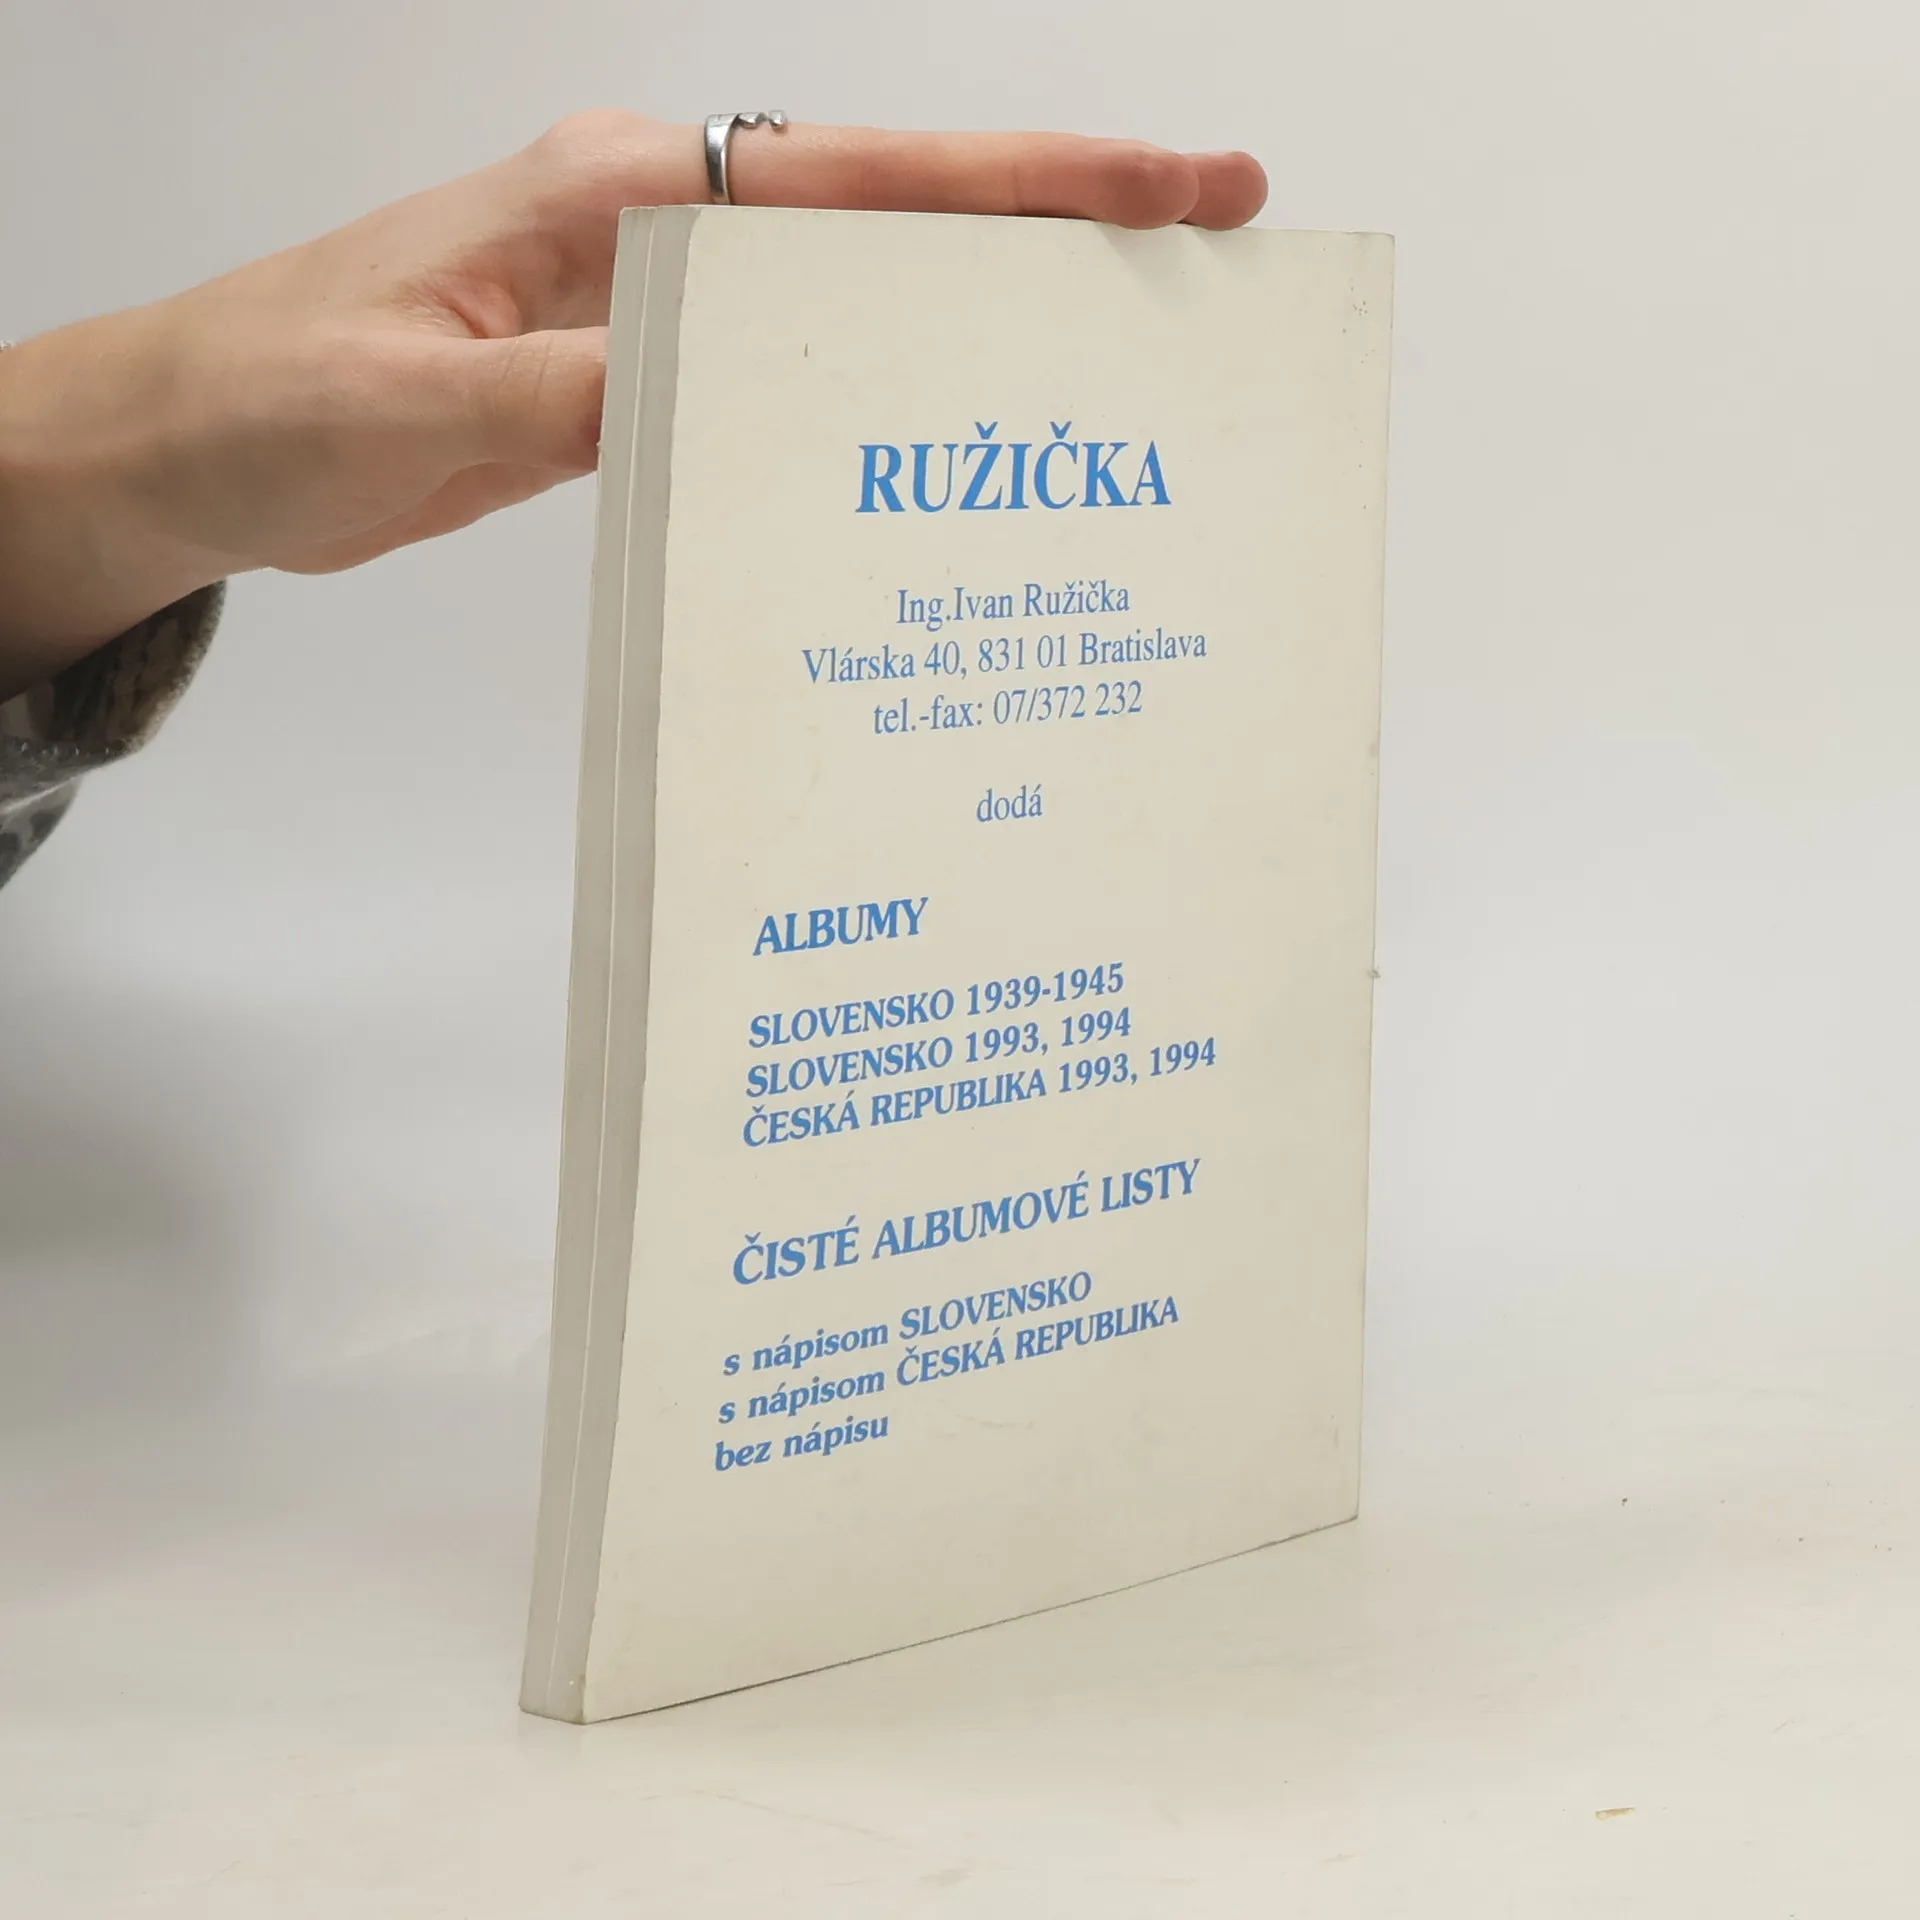 RUŽIČKA
Ing.Ivan Ružička
Vlárska 40, 831 01 Bratislava
tel.-fax: 07/372 232
dodá
ALBUMY
SLOVENSKO 1939-1945
SLOVENSKO 1993, 1994
ČESKÁ REPUBLIKA 1993, 1994
ČISTÉ ALBUMOVÉ LISTY
s nápisom SLOVENSKO
s nápisom ČESKÁ REPUBLIKA
bez nápisu